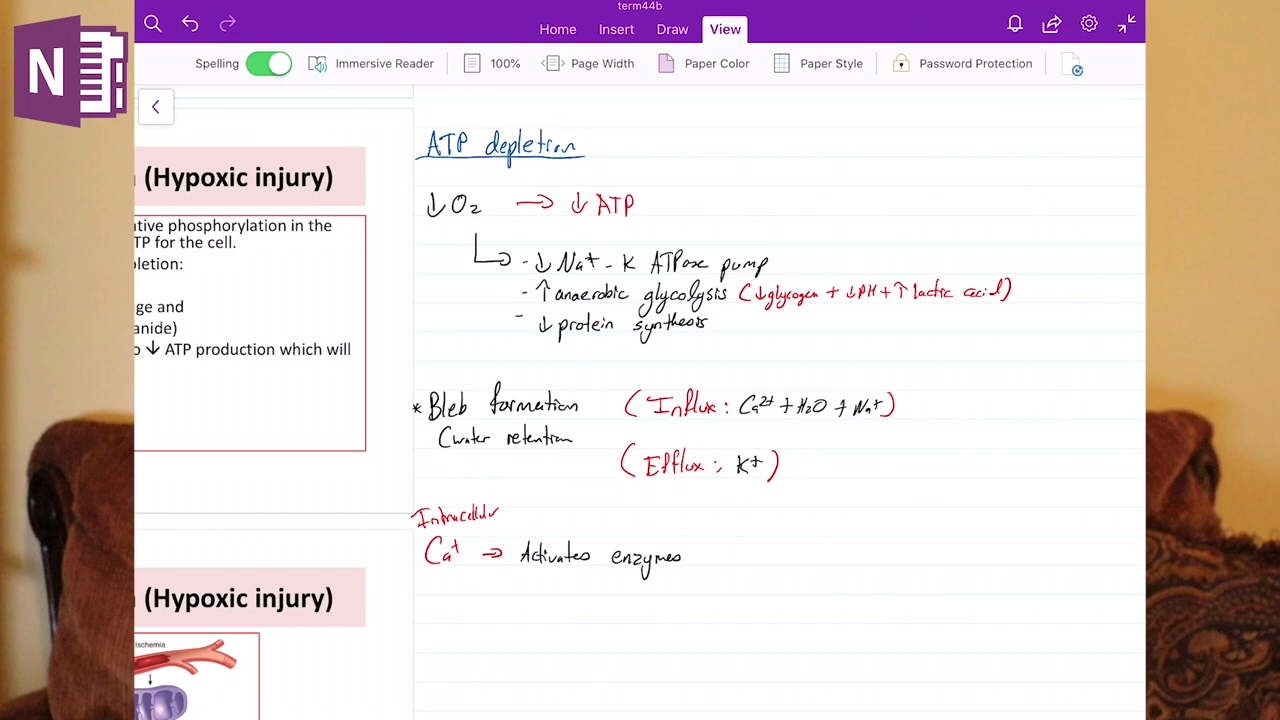 term44b
Home Insert Draw View
Spelling Immersive Reader 100% Page Width Paper Color Paper Style Password Protection
N
(Hypoxic injury)
tive phosphorylation in the
TP for the cell.
pletion:
ge and
anide)
o ↓ ATP production which will
(Hypoxic injury)
Ischemia
ATP depletion
↓ O₂ → ↓ ATP
- ↓ Na⁺ - K ATPase pump
- ↑ anaerobic glycolysis (↓glycogen + ↓PH + ↑ lactic acid)
- ↓ protein synthesis
* Bleb formation (Influx: Ca²⁺ + H₂O + Na⁺)
(water retention
(Efflux: K⁺)
Intracellular
Ca⁺ → Activates enzymes